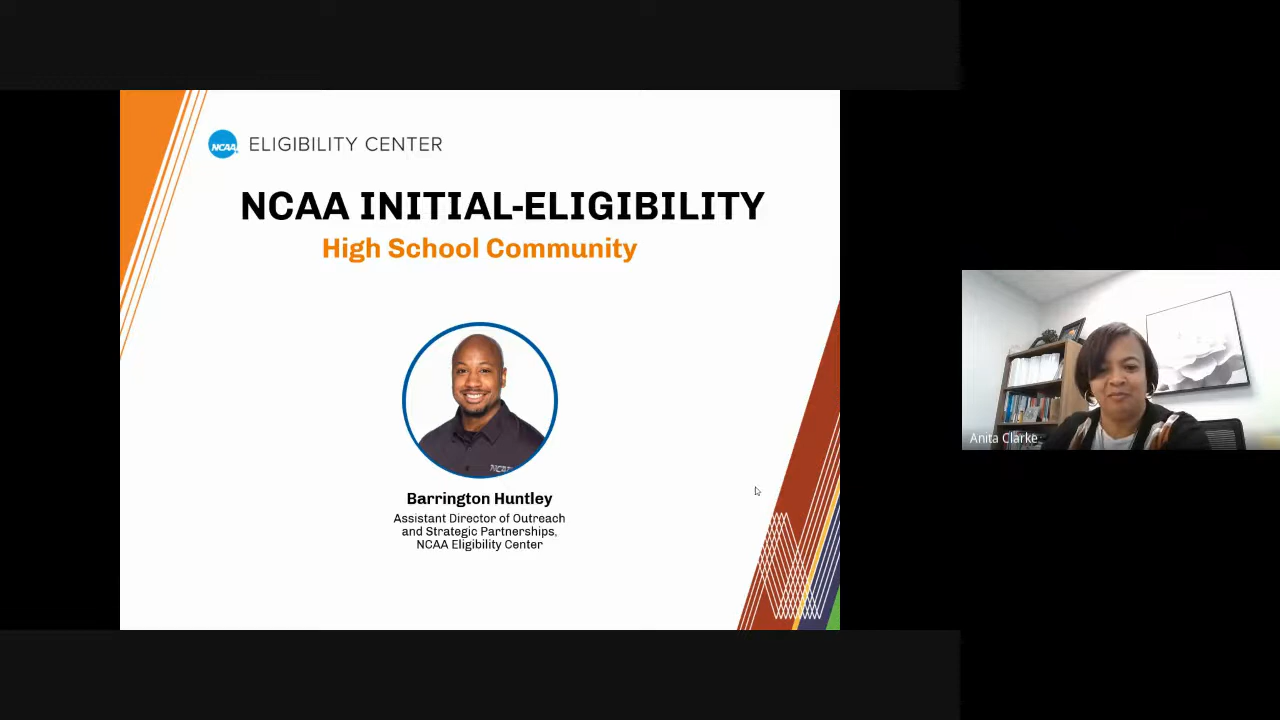 NCAA
ELIGIBILITY CENTER
NCAA INITIAL-ELIGIBILITY
High School Community
Barrington Huntley
Assistant Director of Outreach
and Strategic Partnerships,
NCAA Eligibility Center
Anita Clarke